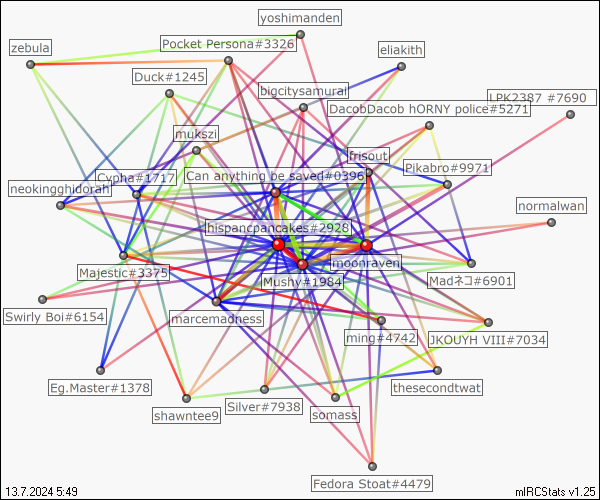 yoshimanden
zebula
Pocket Persona#3326
eliakith
Duck#1245
bigcitysamurai
LPK2387 #7690
DacobDacob hORNY police#5271
mukszi
frisout
Pikabro#9971
Cypha#1717
Can anything be saved#0396
neokingghidorah
normalwan
hispancpancakes#2928
moonraven
Majestic#3375
Mushy#1984
Madネコ#6901
Swirly Boi#6154
marcemadness
ming#4742
JKOUYH VIII#7034
Eg.Master#1378
thesecondtwat
shawntee9
Silver#7938
somass
Fedora Stoat#4479
13.7.2024 5:49
mIRCStats v1.25